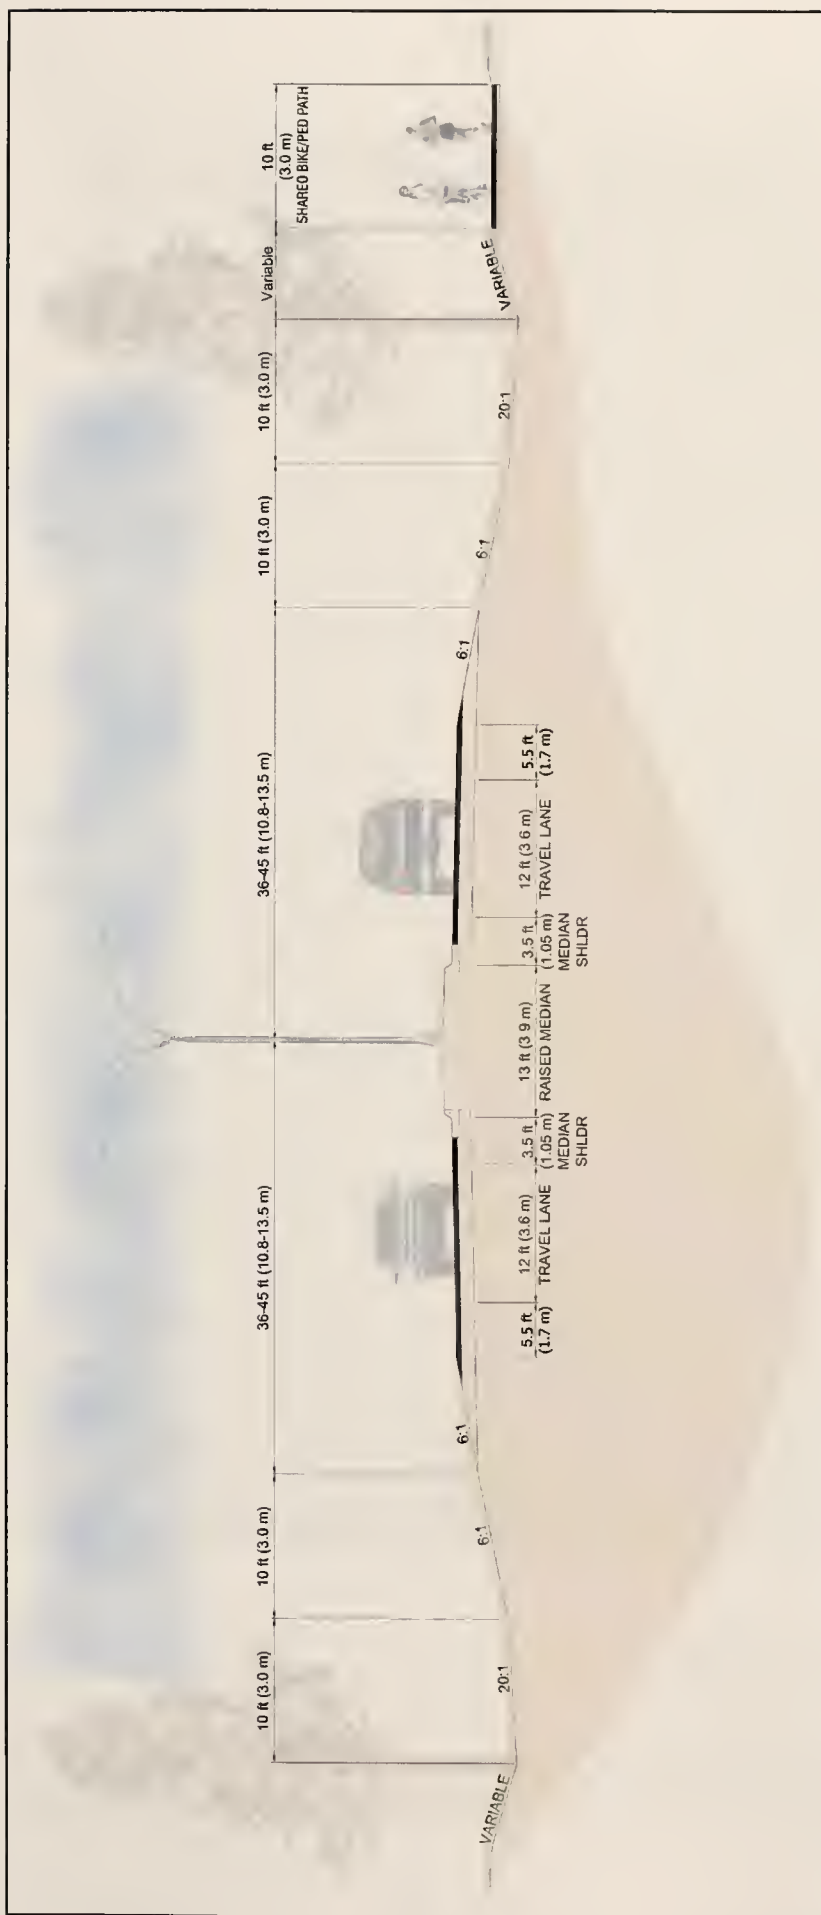 10 ft (3.0 m)
10 ft (3.0 m)
36-45 ft (10.8-13.5 m)
36-45 ft (10.8-13.5 m)
10 ft (3.0 m)
10 ft (3.0 m)
Variable
10 ft
(3.0 m)
SHARED BIKE/PED PATH
VARIABLE
20:1
6:1
6:1
6:1
6:1
20:1
VARIABLE
5.5 ft
(1.7 m)
12 ft (3.6 m)
TRAVEL LANE
3.5 ft
(1.05 m)
MEDIAN
SHLDR
13 ft (3 9 m)
RAISED MEDIAN
3.5 ft
(1.05 m)
MEDIAN
SHLDR
12 ft (3 6 m)
TRAVEL LANE
5.5 ft
(1.7 m)